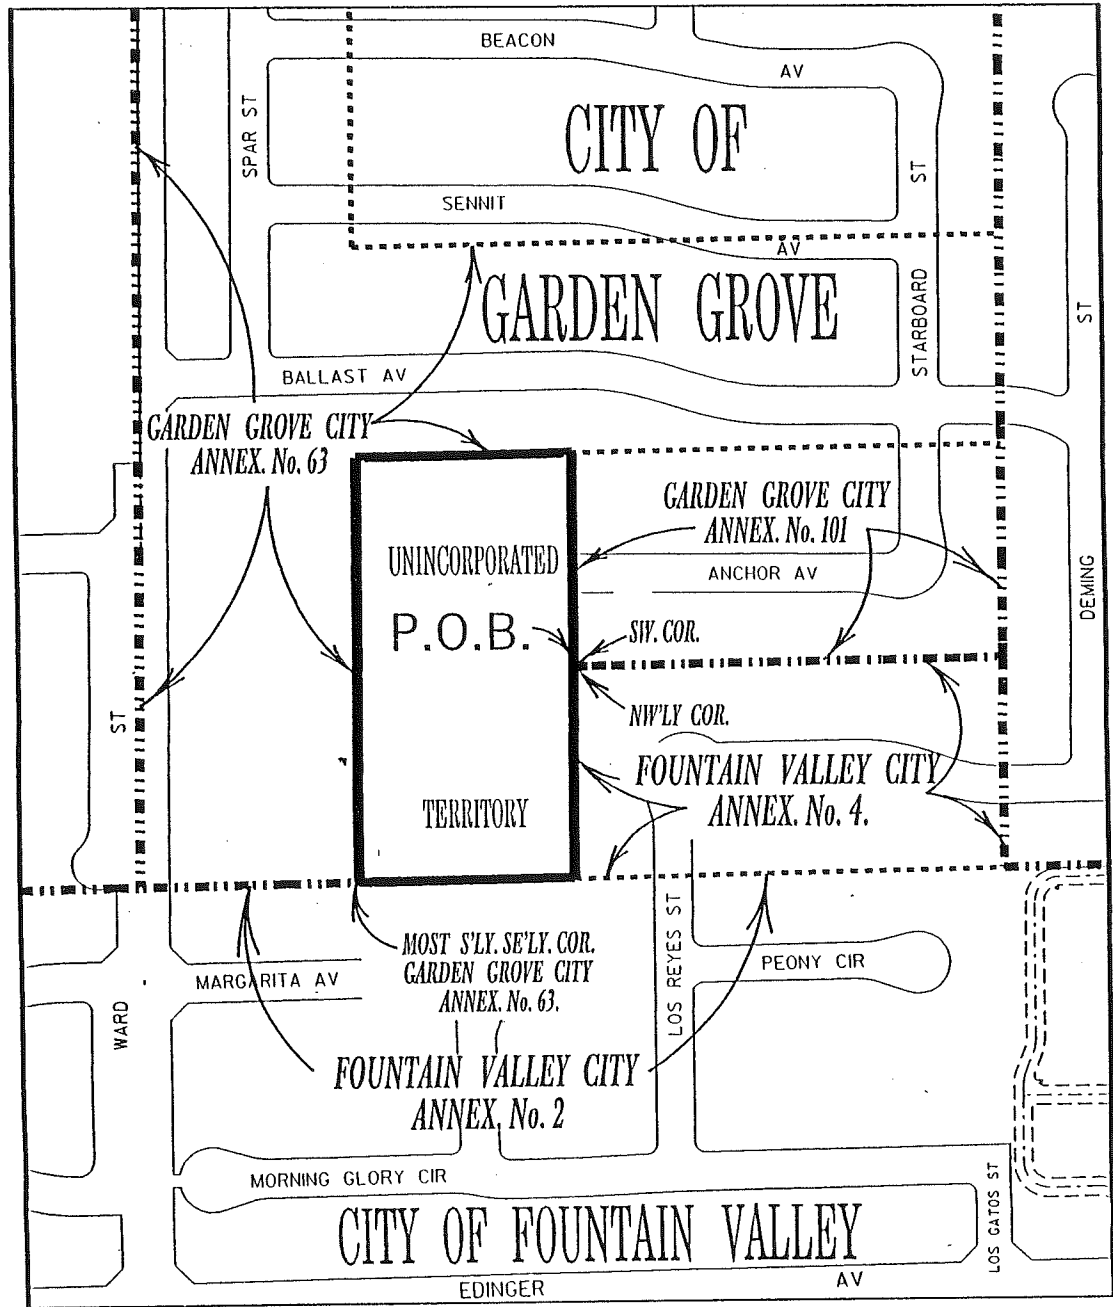 BEACON
AV
CITY OF
SPAR ST
ST
SENNIT
AV
GARDEN GROVE
STARBOARD
ST
BALLAST AV
GARDEN GROVE CITY
ANNEX. No. 63
GARDEN GROVE CITY
ANNEX. No. 101
UNINCORPORATED
ANCHOR AV
DEMING
P.O.B.
SW. COR.
NW'LY COR.
ST
FOUNTAIN VALLEY CITY
ANNEX. No. 4.
TERRITORY
MOST S'LY. SE'LY. COR.
GARDEN GROVE CITY
ANNEX. No. 63.
LOS REYES ST
PEONY CIR
MARGARITA AV
WARD
FOUNTAIN VALLEY CITY
ANNEX. No. 2
MORNING GLORY CIR
LOS GATOS ST
CITY OF FOUNTAIN VALLEY
EDINGER
AV